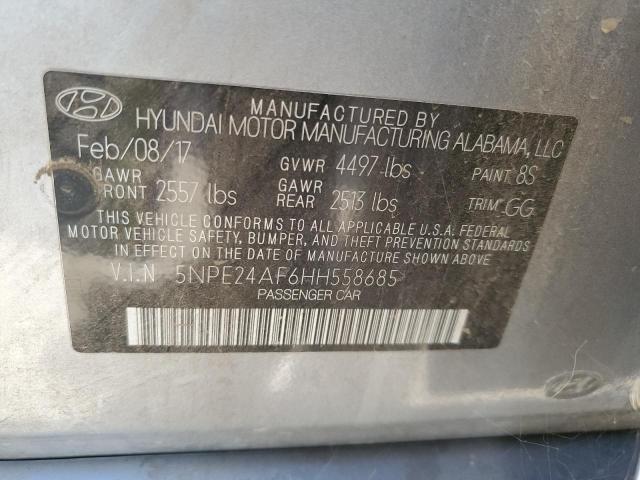 MANUFACTURED BY
HYUNDAI MOTOR MANUFACTURING ALABAMA, LLC
Feb/08/17 GVWR 4497 lbs PAINT 8S
GAWR FRONT 2557 lbs GAWR REAR 2513 lbs TRIM GG
THIS VEHICLE CONFORMS TO ALL APPLICABLE U.S.A. FEDERAL
MOTOR VEHICLE SAFETY, BUMPER, AND THEFT PREVENTION STANDARDS
IN EFFECT ON THE DATE OF MANUFACTURE SHOWN ABOVE
V.I.N 5NPE24AF6HH558685
PASSENGER CAR